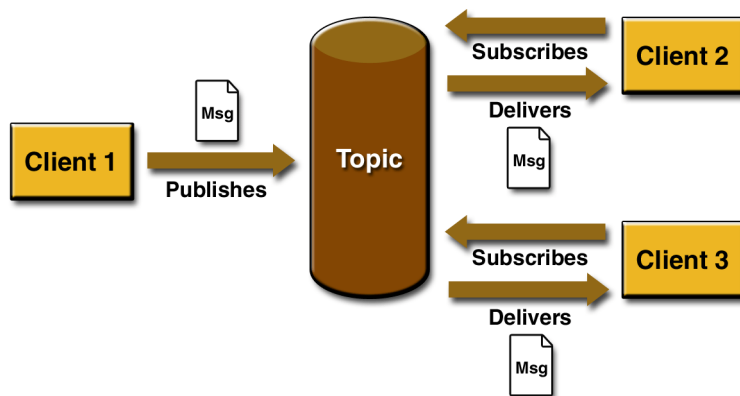 Msg
Client 1
Publishes
Topic
Subscribes
Client 2
Delivers
Msg
Subscribes
Client 3
Delivers
Msg